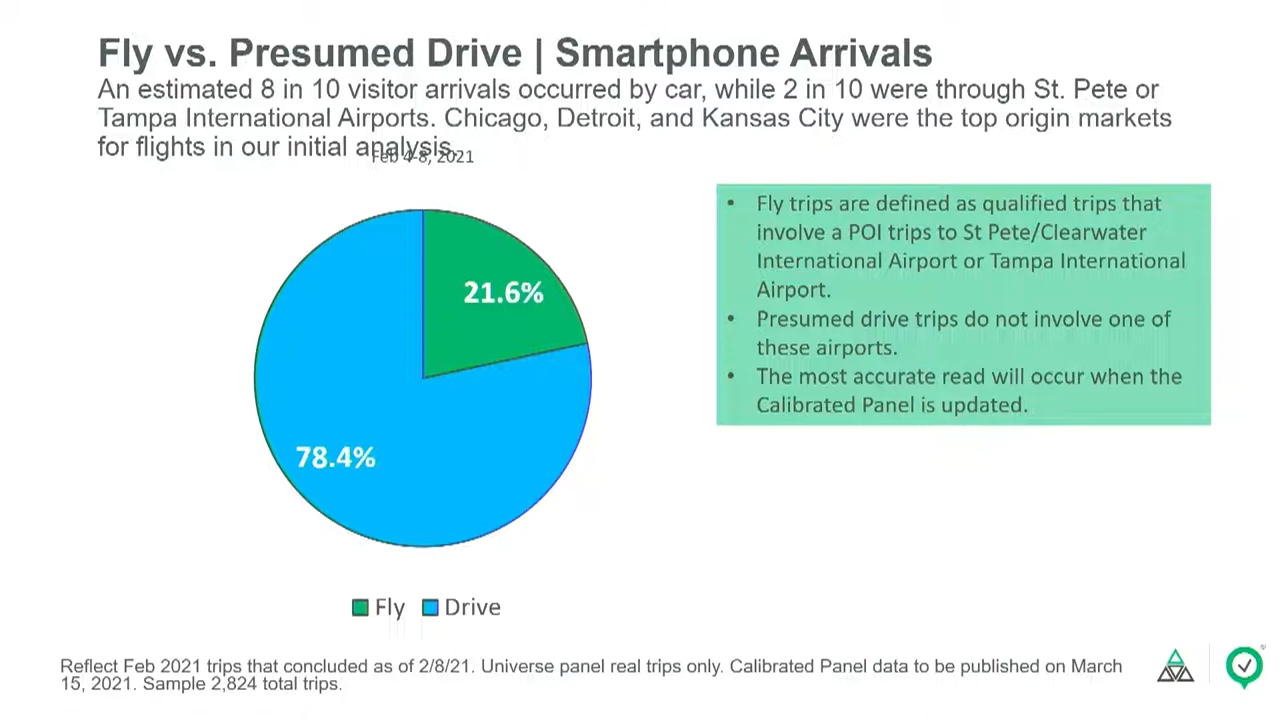 Fly vs. Presumed Drive | Smartphone Arrivals
An estimated 8 in 10 visitor arrivals occurred by car, while 2 in 10 were through St. Pete or
Tampa International Airports. Chicago, Detroit, and Kansas City were the top origin markets
for flights in our initial analysis.
Feb 4-8, 2021
21.6%
78.4%
Fly Drive
• Fly trips are defined as qualified trips that
involve a POI trips to St Pete/Clearwater
International Airport or Tampa International
Airport.
• Presumed drive trips do not involve one of
these airports.
• The most accurate read will occur when the
Calibrated Panel is updated.
Reflect Feb 2021 trips that concluded as of 2/8/21. Universe panel real trips only. Calibrated Panel data to be published on March
15, 2021. Sample 2,824 total trips.